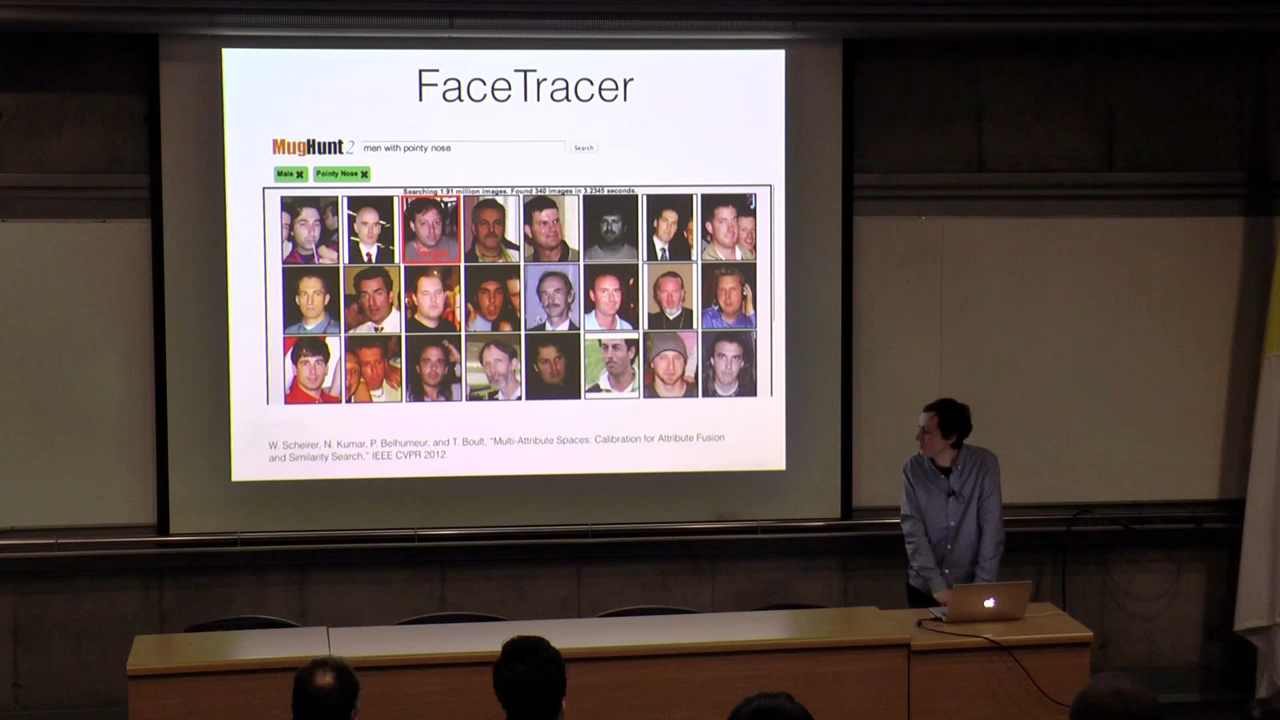 FaceTracer
MugHunt 2 men with pointy nose Search
Male ✖ Pointy Nose ✖
Searching 1.91 million images. Found 340 images in 3.2345 seconds.
W. Scheirer, N. Kumar, P. Belhumeur, and T. Boult, "Multi-Attribute Spaces: Calibration for Attribute Fusion
and Similarity Search," IEEE CVPR 2012.